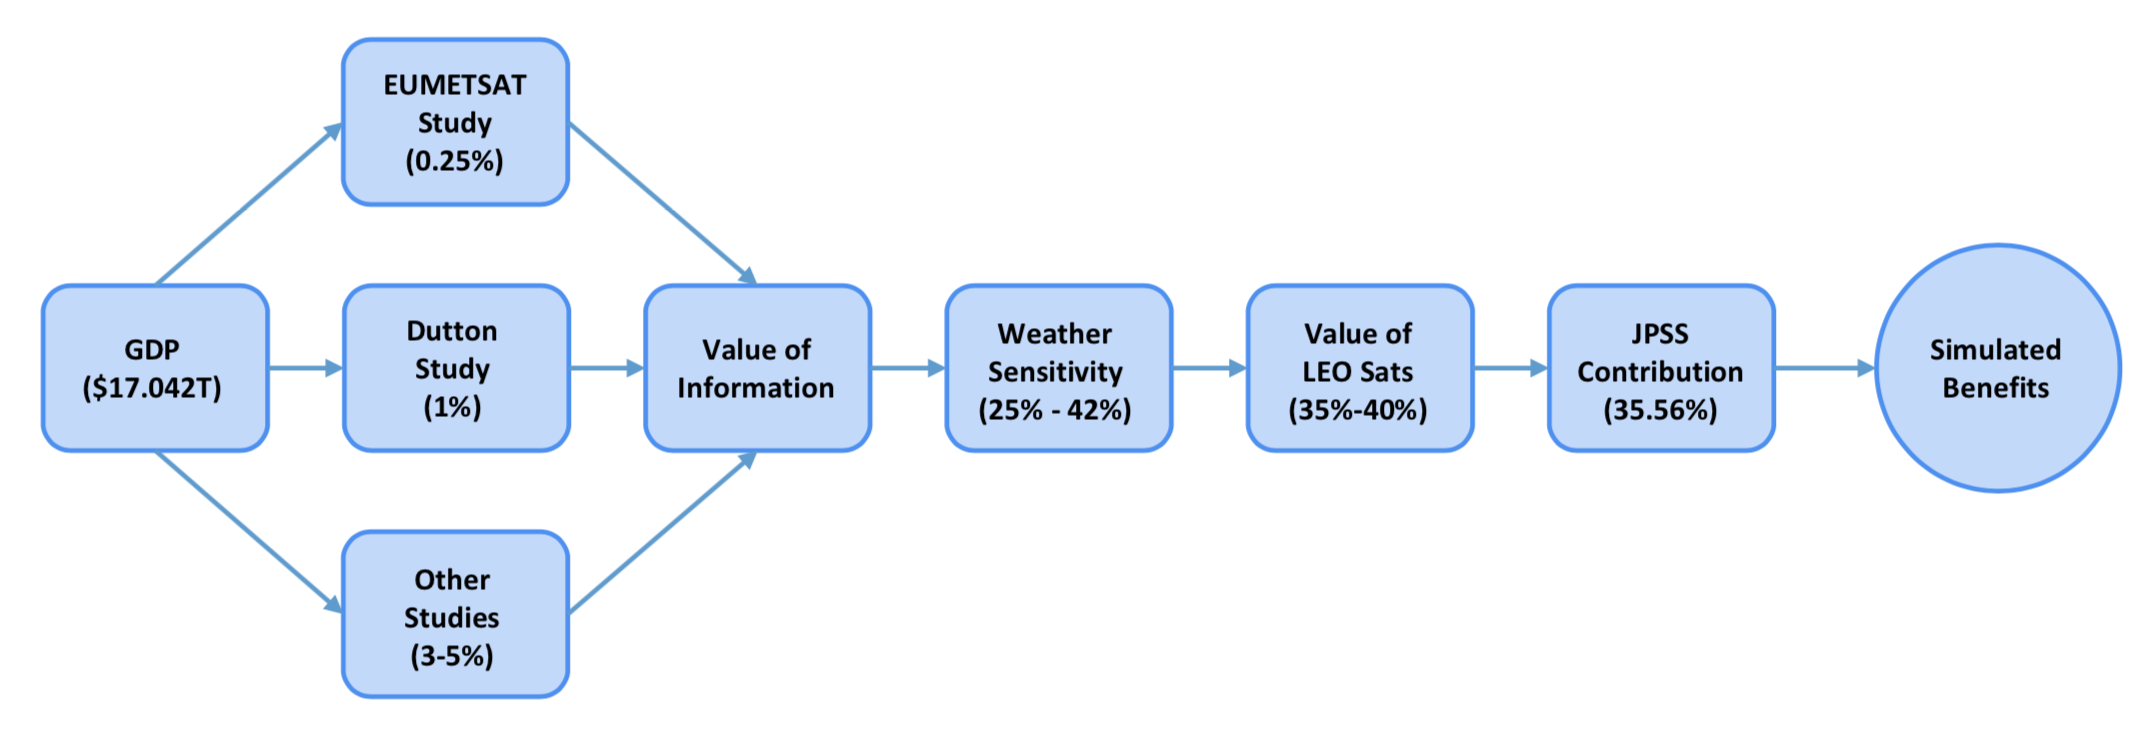 EUMETSAT
Study
(0.25%)
GDP
($17.042T)
Dutton
Study
(1%)
Other
Studies
(3-5%)
Value of
Information
Weather
Sensitivity
(25% - 42%)
Value of
LEO Sats
(35%-40%)
JPSS
Contribution
(35.56%)
Simulated
Benefits